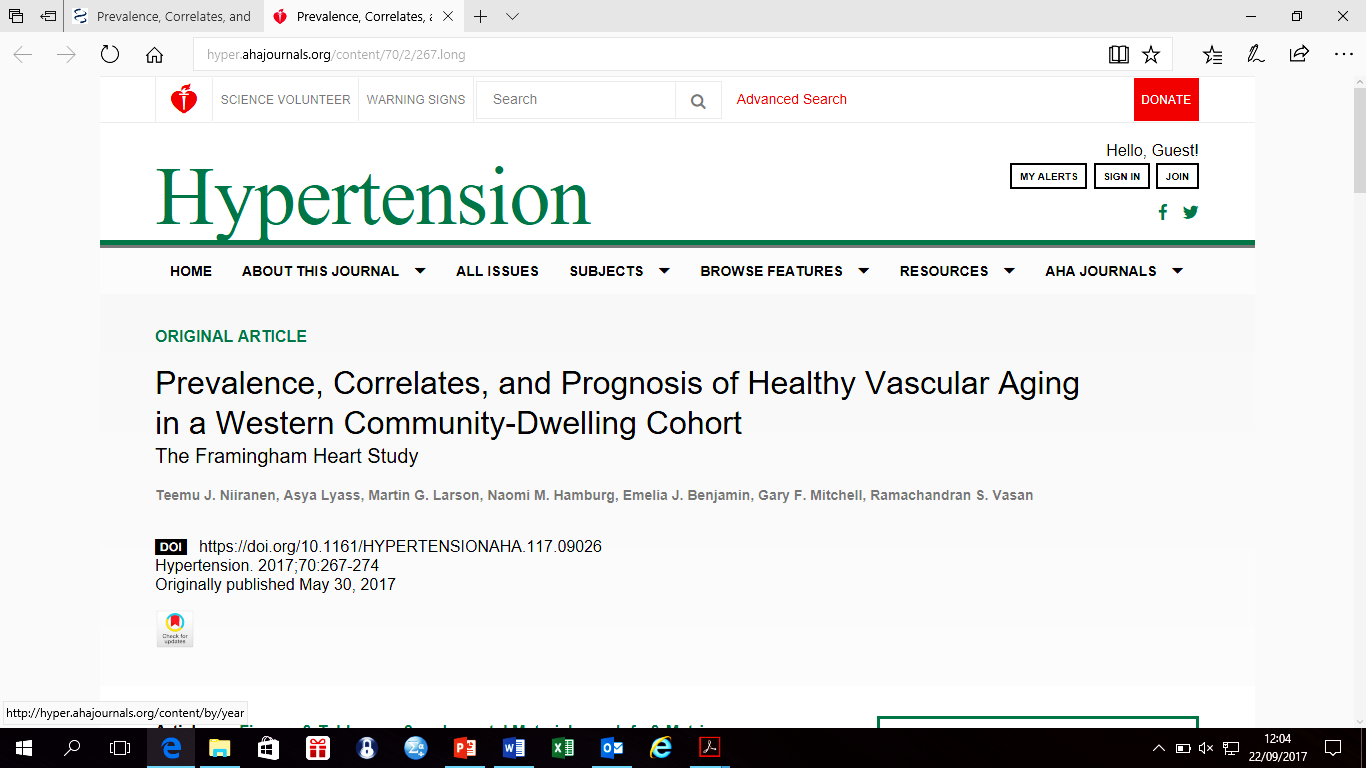 Prevalence, Correlates, and
Prevalence, Correlates, a
hyper.ahajournals.org/content/70/2/267.long
SCIENCE VOLUNTEER
WARNING SIGNS
Search
Advanced Search
DONATE
Hello, Guest!
MY ALERTS
SIGN IN
JOIN
Hypertension
HOME
ABOUT THIS JOURNAL
ALL ISSUES
SUBJECTS
BROWSE FEATURES
RESOURCES
AHA JOURNALS
ORIGINAL ARTICLE
Prevalence, Correlates, and Prognosis of Healthy Vascular Aging
in a Western Community-Dwelling Cohort
The Framingham Heart Study
Teemu J. Niiranen, Asya Lyass, Martin G. Larson, Naomi M. Hamburg, Emelia J. Benjamin, Gary F. Mitchell, Ramachandran S. Vasan
DOI https://doi.org/10.1161/HYPERTENSIONAHA.117.09026
Hypertension. 2017;70:267-274
Originally published May 30, 2017
Check for
updates
http://hyper.ahajournals.org/content/by/year
12:04
22/09/2017